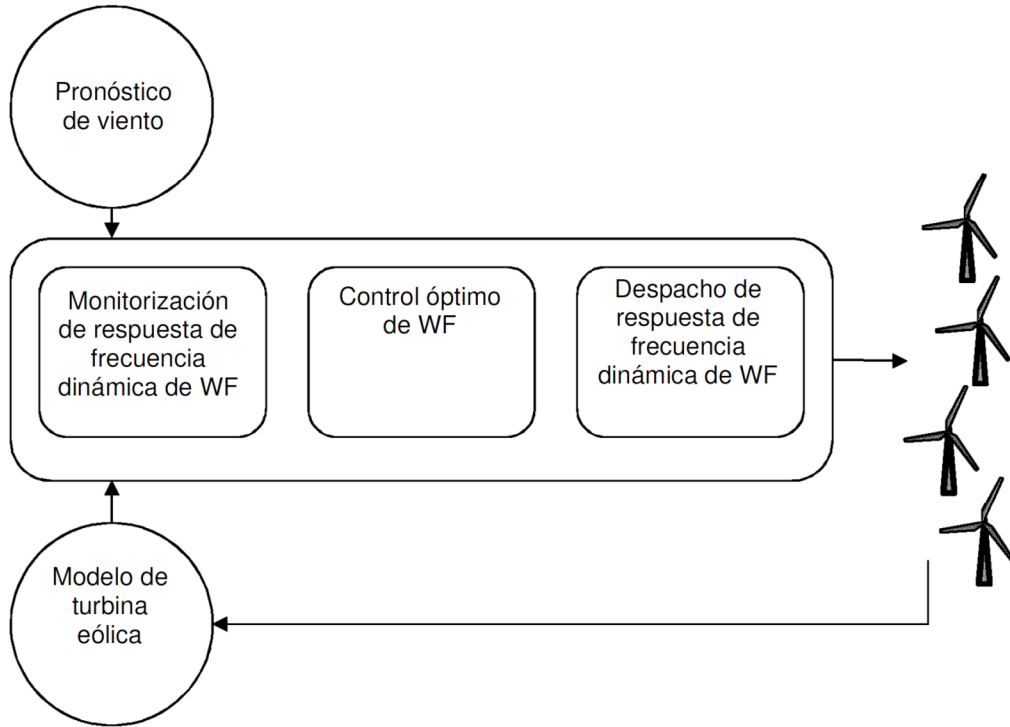 Pronóstico
de viento
Monitorización
de respuesta de
frecuencia
dinámica de WF
Control óptimo
de WF
Despacho de
respuesta de
frecuencia
dinámica de WF
Modelo de
turbina
eólica